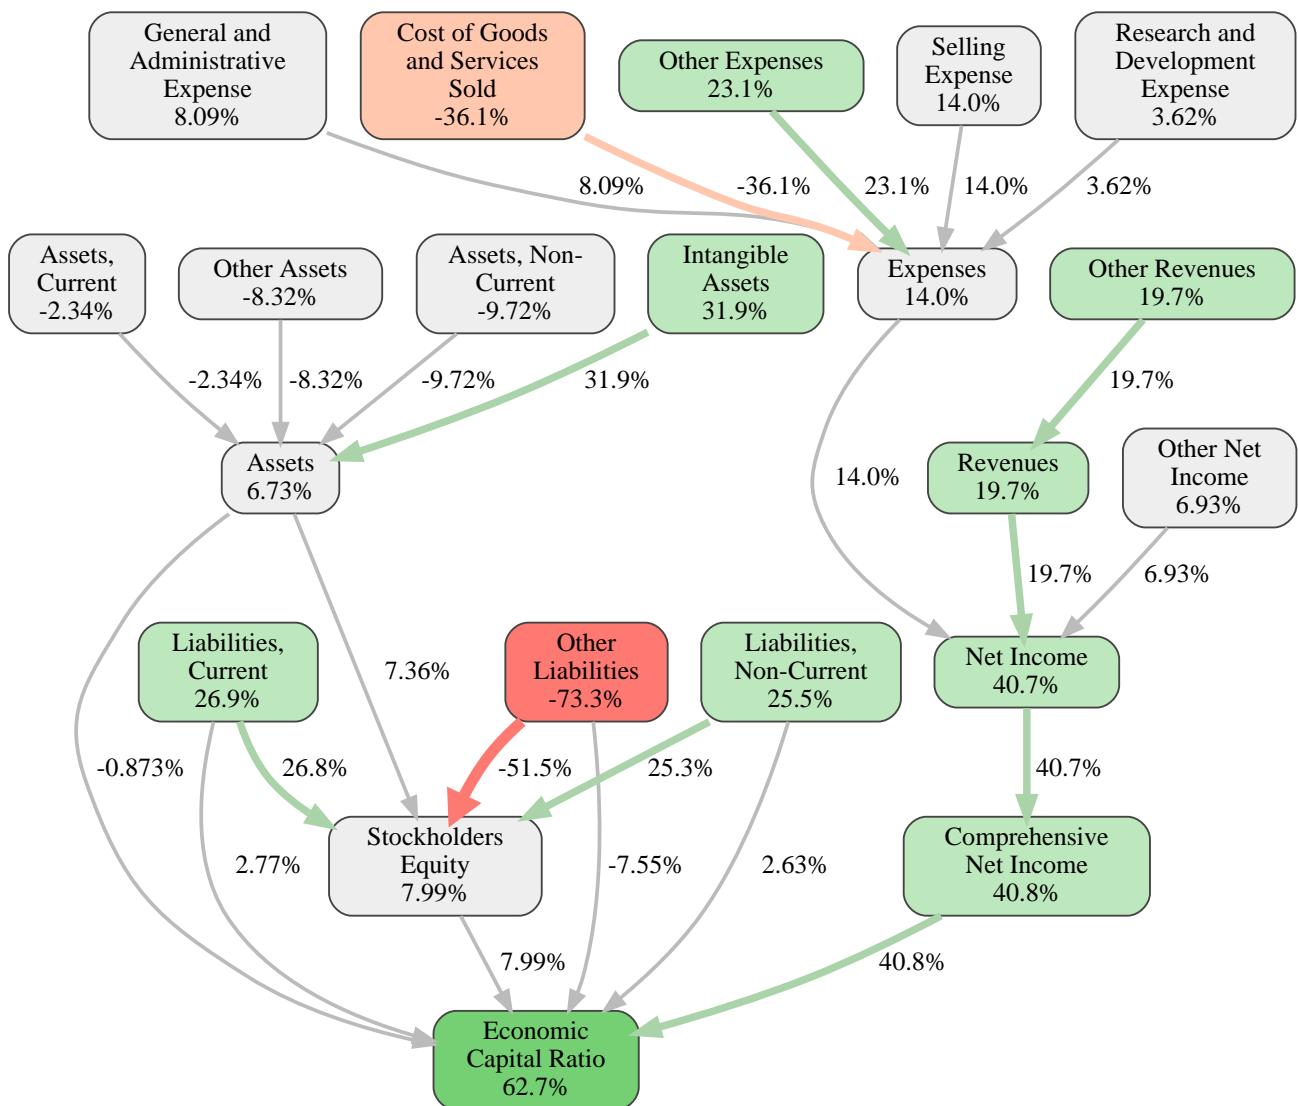 General and
Administrative
Expense
8.09%
Cost of Goods
and Services
Sold
-36.1%
Other Expenses
23.1%
Selling
Expense
14.0%
Research and
Development
Expense
3.62%
8.09%
-36.1%
23.1%
14.0%
3.62%
Assets,
Current
-2.34%
Other Assets
-8.32%
Assets, Non-
Current
-9.72%
Intangible
Assets
31.9%
Expenses
14.0%
Other Revenues
19.7%
-2.34%
-8.32%
-9.72%
31.9%
19.7%
Assets
6.73%
14.0%
Revenues
19.7%
Other Net
Income
6.93%
19.7%
6.93%
Liabilities,
Current
26.9%
7.36%
Other
Liabilities
-73.3%
Liabilities,
Non-Current
25.5%
Net Income
40.7%
-0.873%
26.8%
-51.5%
25.3%
40.7%
Stockholders
Equity
7.99%
2.77%
-7.55%
2.63%
Comprehensive
Net Income
40.8%
7.99%
40.8%
Economic
Capital Ratio
62.7%